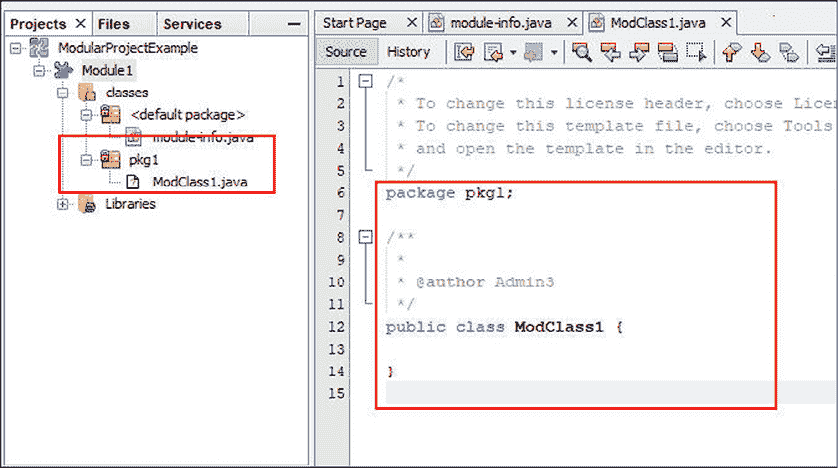 Projects × Files Services
ModularProjectExample
Module1
classes
<default package>
module-info.java
pkg1
ModClass1.java
Libraries
Start Page × module-info.java × ModClass1.java ×
Source History
1 /*
2 * To change this license header, choose Licen
3 * To change this template file, choose Tools
4 * and open the template in the editor.
5 */
6 package pkg1;
7
8 /**
9 *
10 * @author Admin3
11 */
12 public class ModClass1 {
13
14 }
15